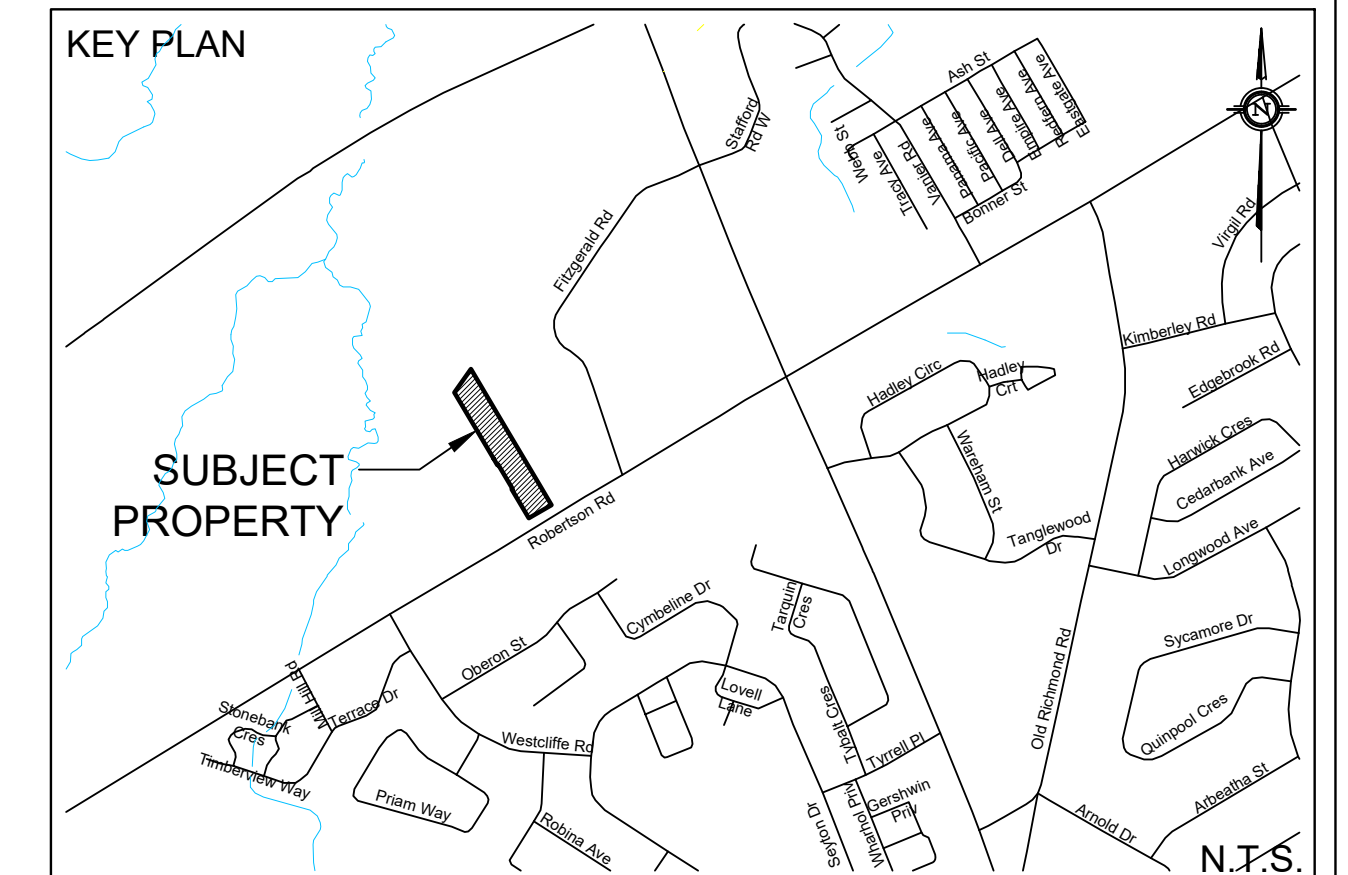 KEY PLAN
Ash St
Eastgate Ave
Redfern Ave
Empire Ave
Dell Ave
Pacific Ave
Panama Ave
Vanier Rd
Tracy Ave
Webb St
Bonner St
Stafford
Rd W
N
Fitzgerald Rd
Virgil Rd
Kimberley Rd
Edgebrook Rd
Hadley Circ
Hadley
Crt
Harwick Cres
Cedarbank Ave
Wareham St
SUBJECT
PROPERTY
Robertson Rd
Tanglewood
Dr
Longwood Ave
Tarquin
Cres
Cymbeline Dr
Oberon St
Sycamore Dr
Old Richmond Rd
Mill Hill Rd
Terrace Dr
Stonebank
Cres
Timberview Way
Lovell
Lane
Tybalt Cres
Quinpool Cres
Westcliffe Rd
Tyrrell Pl
Priam Way
Gershwin
Priv
Wharhol Priv
Seyton Dr
Robina Ave
Arnold Dr
Arbeatha St
N.T.S.